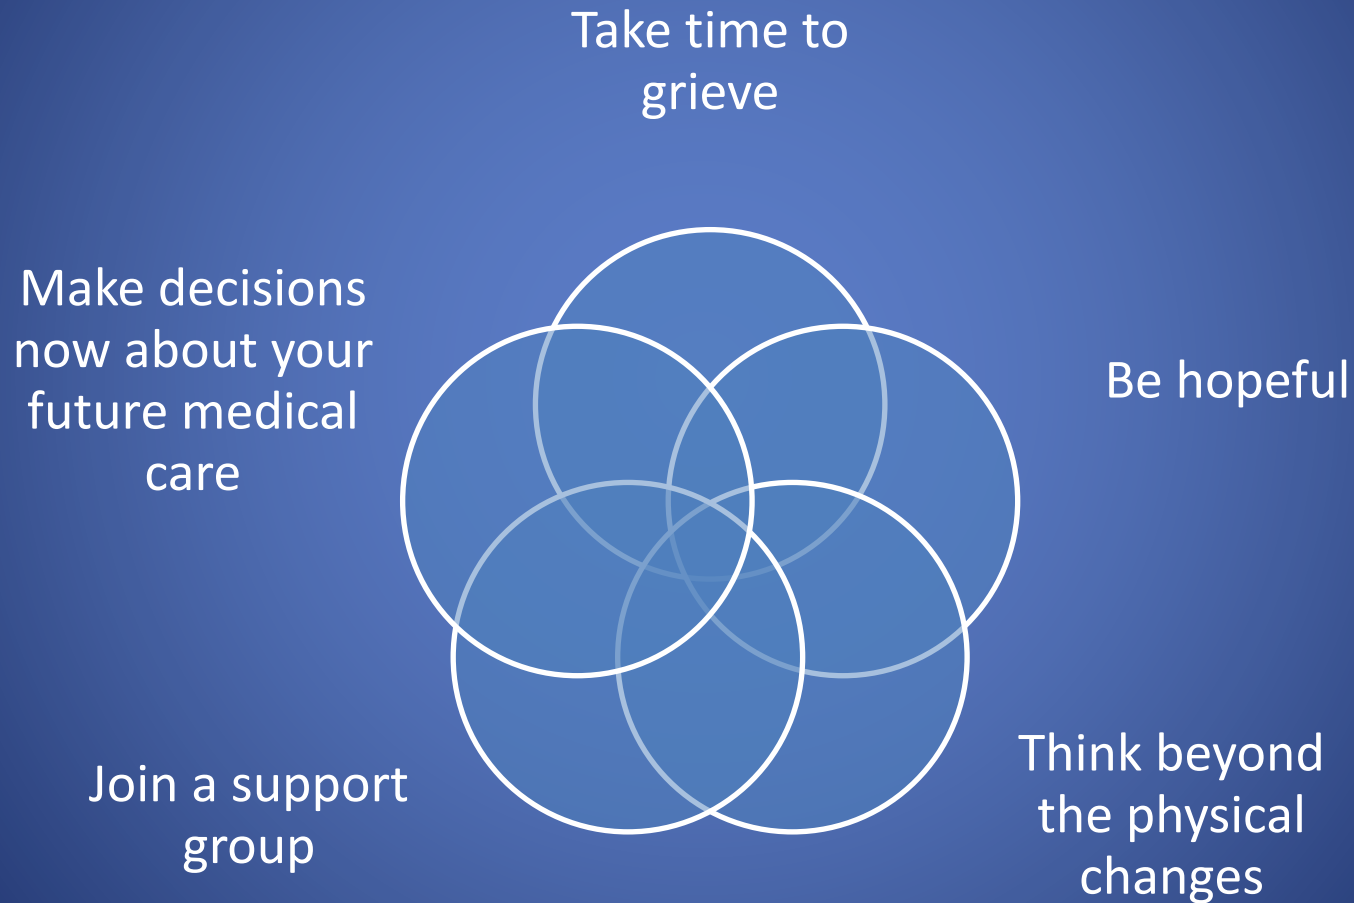 Take time to
grieve
Make decisions
now about your
future medical
care
Be hopeful
Join a support
group
Think beyond
the physical
changes